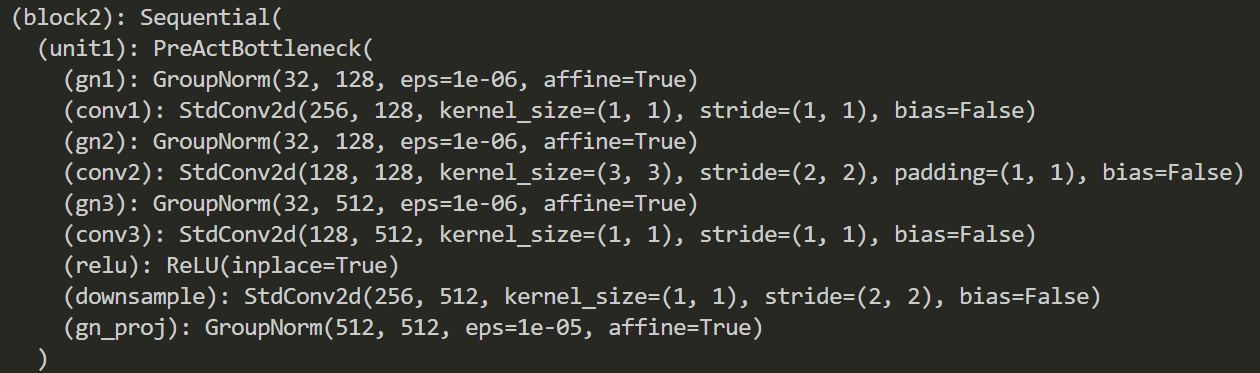 (block2): Sequential(
(unit1): PreActBottleneck(
(gn1): GroupNorm(32, 128, eps=1e-06, affine=True)
(conv1): StdConv2d(256, 128, kernel_size=(1, 1), stride=(1, 1), bias=False)
(gn2): GroupNorm(32, 128, eps=1e-06, affine=True)
(conv2): StdConv2d(128, 128, kernel_size=(3, 3), stride=(2, 2), padding=(1, 1), bias=False)
(gn3): GroupNorm(32, 512, eps=1e-06, affine=True)
(conv3): StdConv2d(128, 512, kernel_size=(1, 1), stride=(1, 1), bias=False)
(relu): ReLU(inplace=True)
(downsample): StdConv2d(256, 512, kernel_size=(1, 1), stride=(2, 2), bias=False)
(gn_proj): GroupNorm(512, 512, eps=1e-05, affine=True)
)